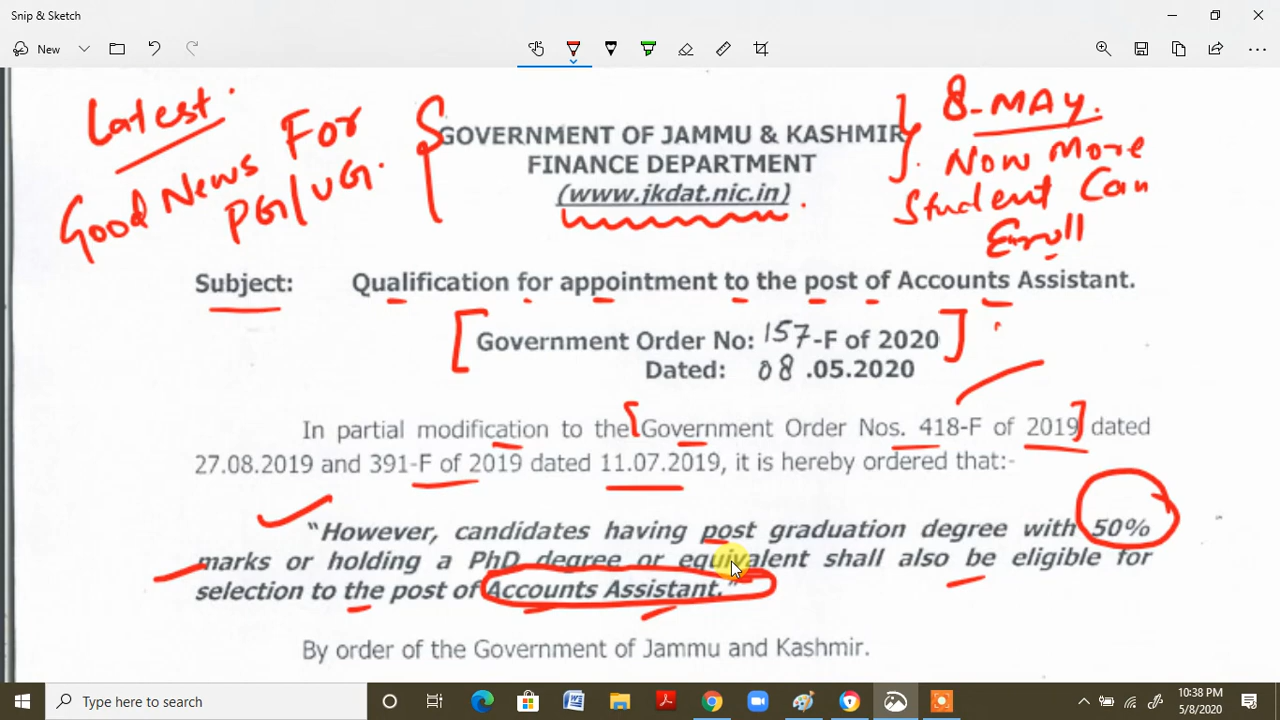 Snip & Sketch
New
Latest.
Good News For
PG/UG.
8-MAY.
Now More
Student Can
Enroll
GOVERNMENT OF JAMMU & KASHMIR
FINANCE DEPARTMENT
(www.jkdat.nic.in)
Subject: Qualification for appointment to the post of Accounts Assistant.
Government Order No: 157-F of 2020
Dated: 08 .05.2020
In partial modification to the Government Order Nos. 418-F of 2019 dated
27.08.2019 and 391-F of 2019 dated 11.07.2019, it is hereby ordered that:-
"However, candidates having post graduation degree with 50%
marks or holding a PhD degree or equivalent shall also be eligible for
selection to the post of Accounts Assistant."
By order of the Government of Jammu and Kashmir.
Type here to search
10:38 PM
5/8/2020